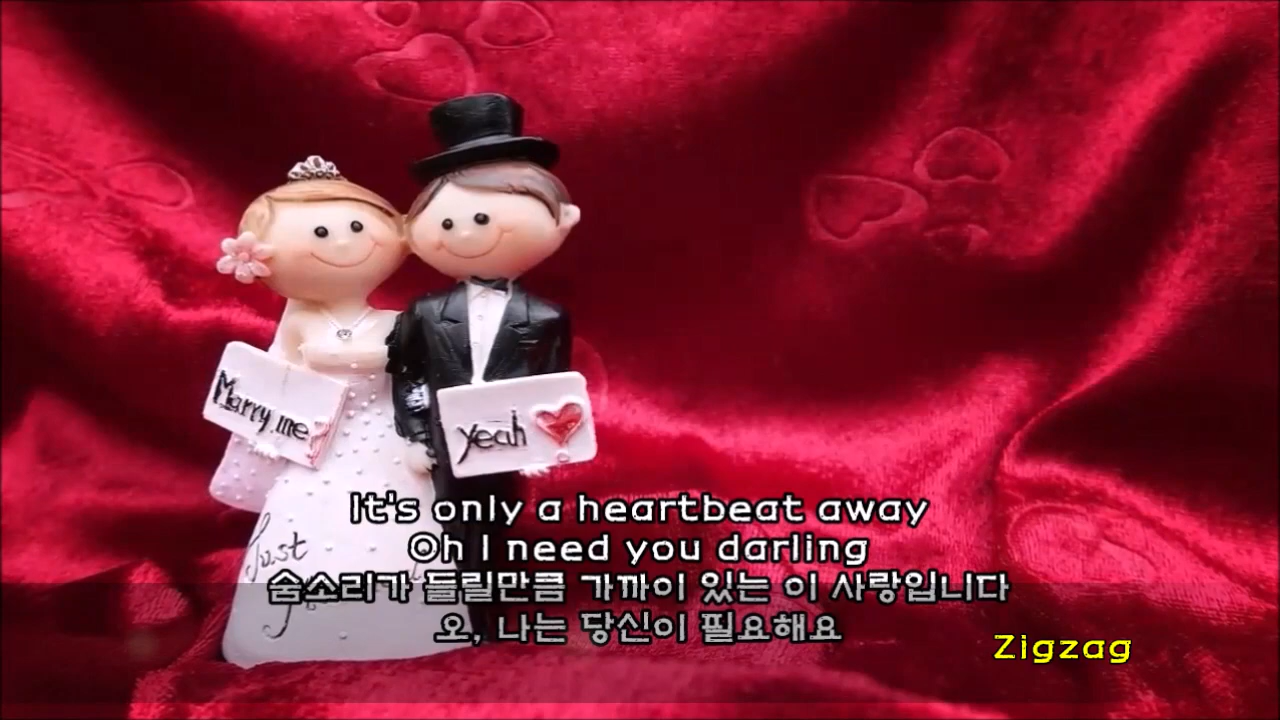 Marry me
yeah
Just
It's only a heartbeat away
Oh I need you darling
숨소리가 들릴만큼 가까이 있는 이 사랑입니다
오, 나는 당신이 필요해요
Zigzag